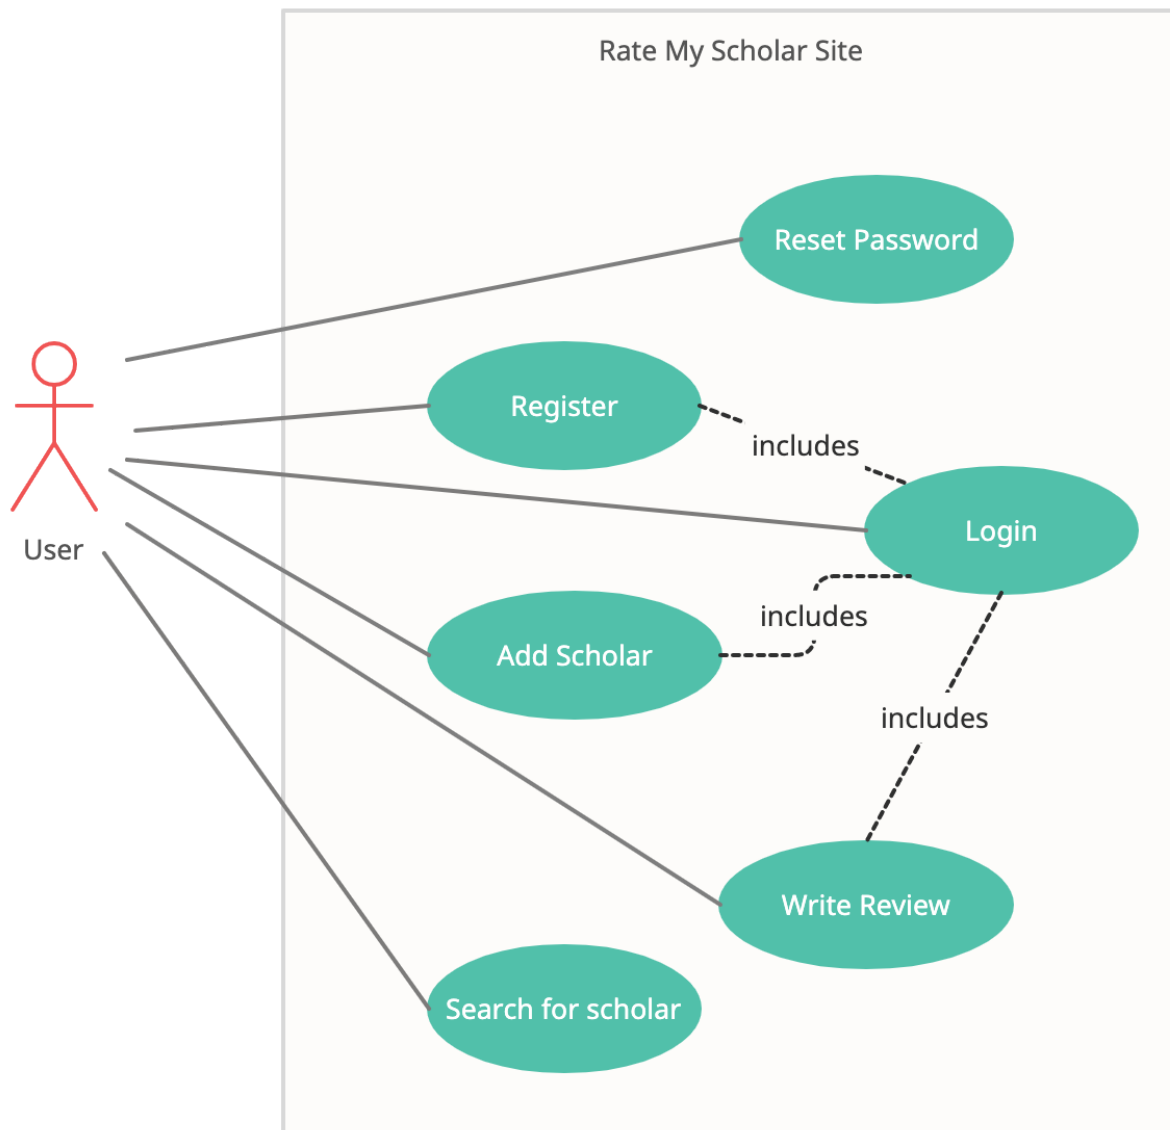 Rate My Scholar Site
Reset Password
Register
includes
Login
User
includes
Add Scholar
includes
Write Review
Search for scholar